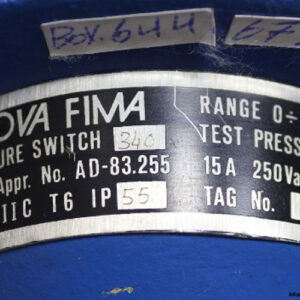 BOX.644
67
OVA FIMA
RANGE 0÷
URE SWITCH 340
TEST PRESS
Appr. No. AD-83.255
15A 250Va
IIC T6 IP 55
TAG No.